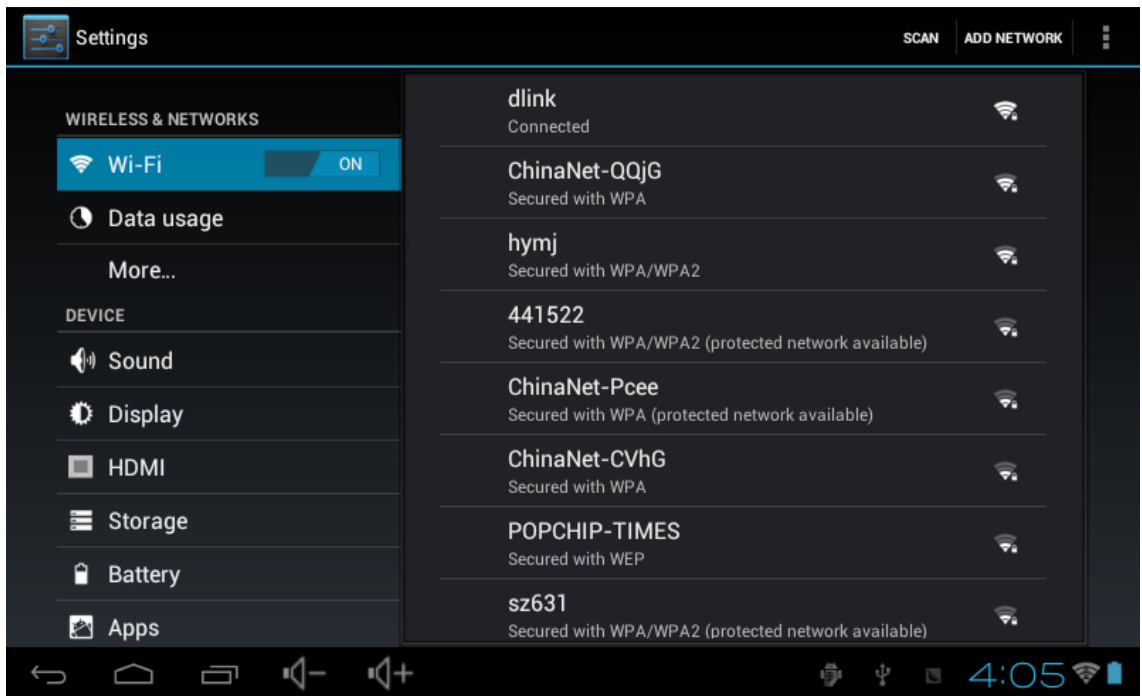 Settings
SCAN
ADD NETWORK
WIRELESS & NETWORKS
Wi-Fi
ON
Data usage
More...
DEVICE
Sound
Display
HDMI
Storage
Battery
Apps
dlink
Connected
ChinaNet-QQjG
Secured with WPA
hymj
Secured with WPA/WPA2
441522
Secured with WPA/WPA2 (protected network available)
ChinaNet-Pcee
Secured with WPA (protected network available)
ChinaNet-CVhG
Secured with WPA
POPCHIP-TIMES
Secured with WEP
sz631
Secured with WPA/WPA2 (protected network available)
4:05